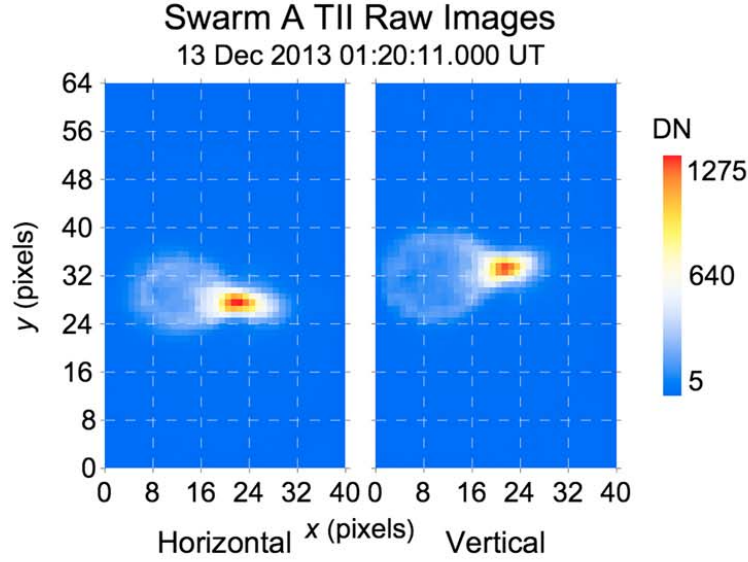 Swarm A TII Raw Images
13 Dec 2013 01:20:11.000 UT
64
56
48
40
32
24
16
8
0
y (pixels)
0 8 16 24 32 40 0 8 16 24 32 40
Horizontal x (pixels) Vertical
DN
1275
640
5